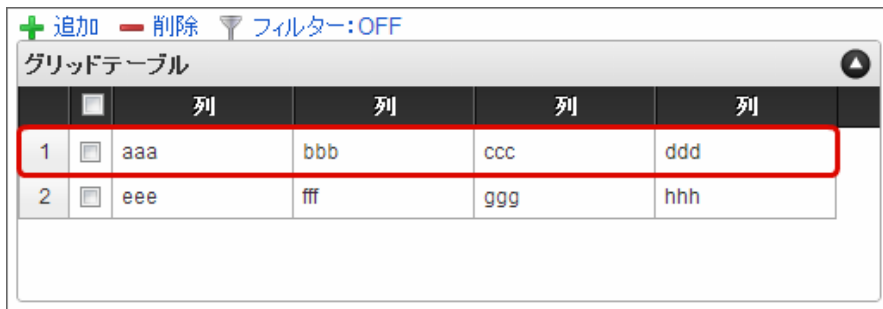 追加 削除 フィルター:OFF
グリッドテーブル
列 列 列 列
1 aaa bbb ccc ddd
2 eee fff ggg hhh